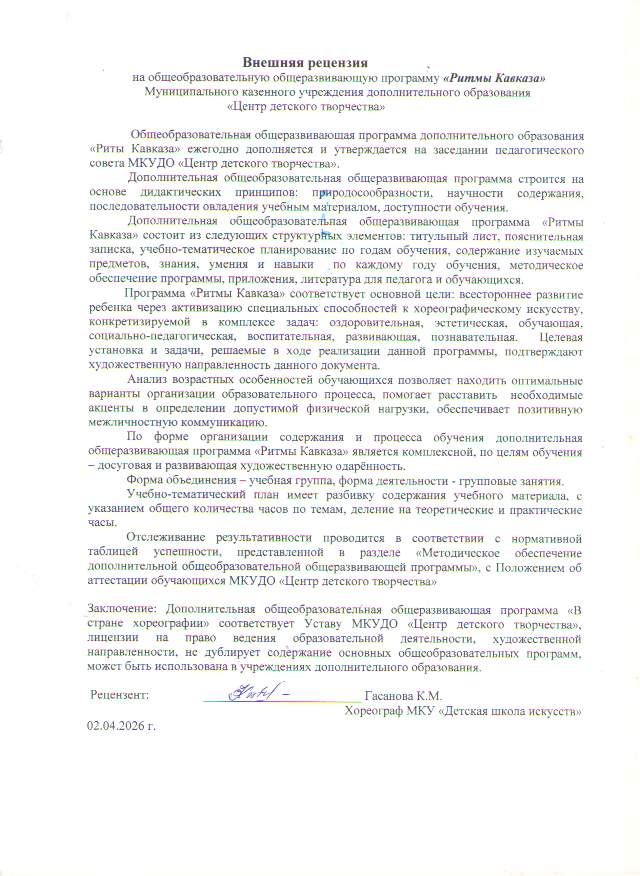 Внешняя рецензия
на общеобразовательную общеразвивающую программу «Ритмы Кавказа»
Муниципального казенного учреждения дополнительного образования
«Центр детского творчества»
Общеобразовательная общеразвивающая программа дополнительного образования
«Риты Кавказа» ежегодно дополняется и утверждается на заседании педагогического
совета МКУДО «Центр детского творчества».
Дополнительная общеобразовательная общеразвивающая программа строится на
основе дидактических принципов: природосообразности, научности содержания,
последовательности овладения учебным материалом, доступности обучения.
Дополнительная общеобразовательная общеразвивающая программа «Ритмы
Кавказа» состоит из следующих структурных элементов: титульный лист, пояснительная
записка, учебно-тематическое планирование по годам обучения, содержание изучаемых
предметов, знания, умения и навыки по каждому году обучения, методическое
обеспечение программы, приложения, литература для педагога и обучающихся.
Программа «Ритмы Кавказа» соответствует основной цели: всестороннее развитие
ребенка через активизацию специальных способностей к хореографическому искусству,
конкретизируемой в комплексе задач: оздоровительная, эстетическая, обучающая,
социально-педагогическая, воспитательная, развивающая, познавательная. Целевая
установка и задачи, решаемые в ходе реализации данной программы, подтверждают
художественную направленность данного документа.
Анализ возрастных особенностей обучающихся позволяет находить оптимальные
варианты организации образовательного процесса, помогает расставить необходимые
акценты в определении допустимой физической нагрузки, обеспечивает позитивную
межличностную коммуникацию.
По форме организации содержания и процесса обучения дополнительная
общеразвивающая программа «Ритмы Кавказа» является комплексной, по целям обучения
– досуговая и развивающая художественную одарённость.
Форма объединения – учебная группа, форма деятельности - групповые занятия.
Учебно-тематический план имеет разбивку содержания учебного материала, с
указанием общего количества часов по темам, деление на теоретические и практические
часы.
Отслеживание результативности проводится в соответствии с нормативной
таблицей успешности, представленной в разделе «Методическое обеспечение
дополнительной общеобразовательной общеразвивающей программы», с Положением об
аттестации обучающихся МКУДО «Центр детского творчества»
Заключение: Дополнительная общеобразовательная общеразвивающая программа «В
стране хореографии» соответствует Уставу МКУДО «Центр детского творчества»,
лицензии на право ведения образовательной деятельности, художественной
направленности, не дублирует содержание основных общеобразовательных программ,
может быть использована в учреждениях дополнительного образования.
Рецензент: Гасанова К.М.
Хореограф МКУ «Детская школа искусств»
02.04.2026 г.